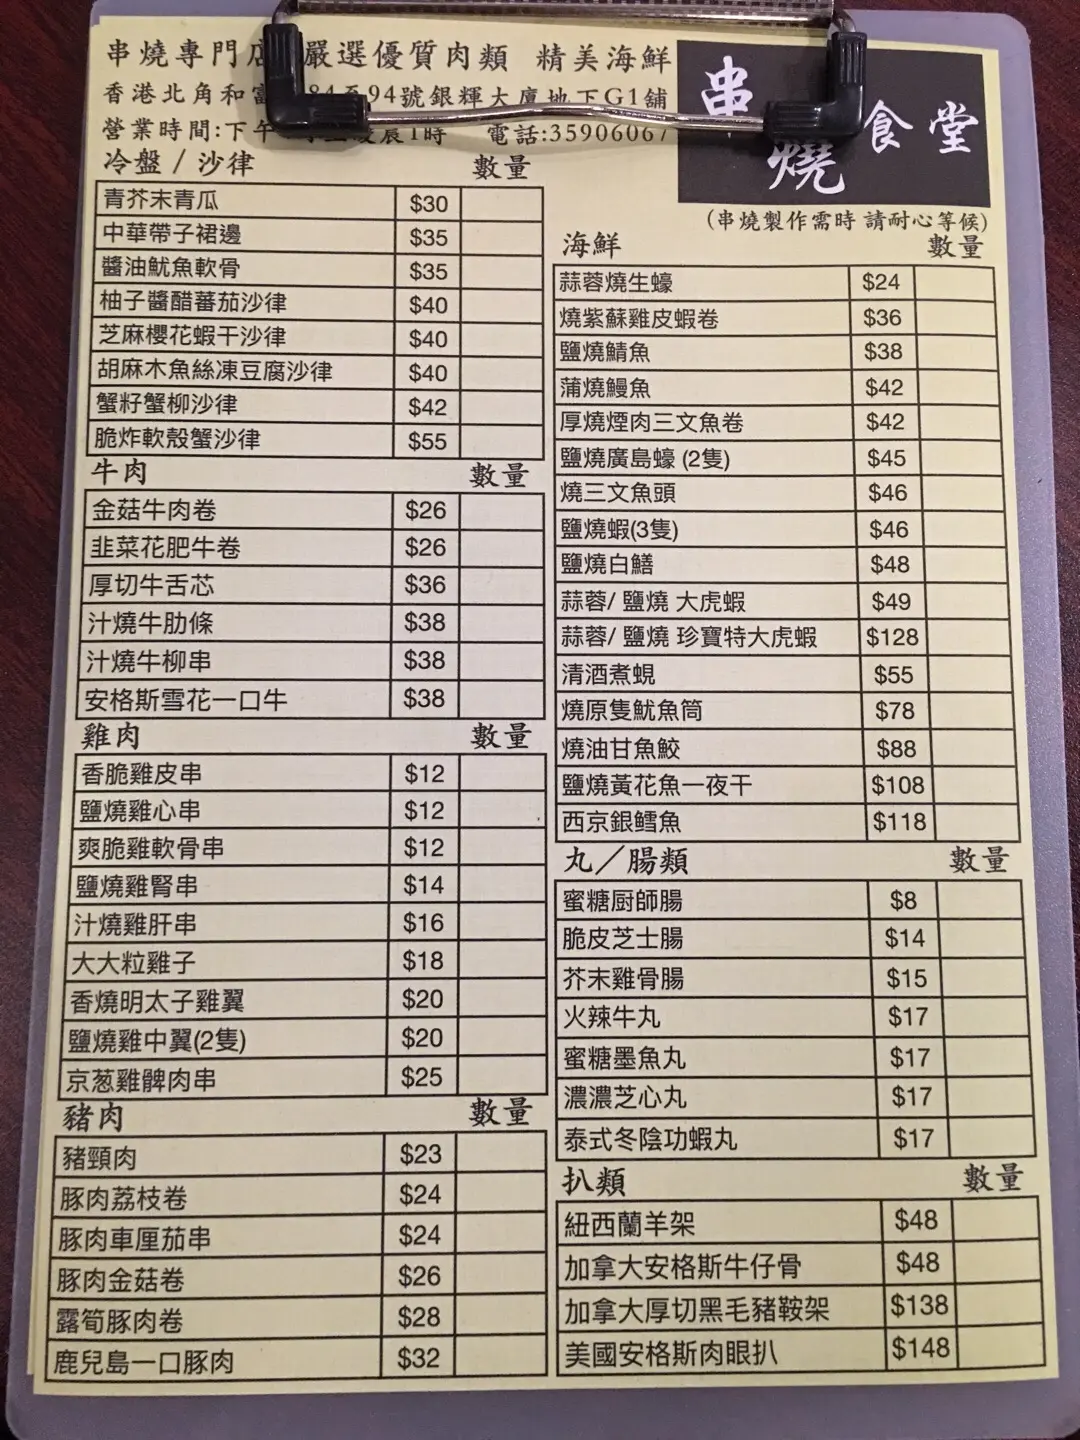 串燒專門店 嚴選優質肉類 精美海鮮
香港北角和富 84至94號銀輝大廈地下G1舖
營業時間:下午 凌晨1時 電話:35906067
串燒食堂
(串燒製作需時 請耐心等候)
冷盤 / 沙律 數量
青芥末青瓜 $30
中華帶子裙邊 $35
醬油魷魚軟骨 $35
柚子醬醋蕃茄沙律 $40
芝麻櫻花蝦干沙律 $40
胡麻木魚絲凍豆腐沙律 $40
蟹籽蟹柳沙律 $42
脆炸軟殼蟹沙律 $55
牛肉 數量
金菇牛肉卷 $26
韭菜花肥牛卷 $26
厚切牛舌芯 $36
汁燒牛肋條 $38
汁燒牛柳串 $38
安格斯雪花一口牛 $38
雞肉 數量
香脆雞皮串 $12
鹽燒雞心串 $12
爽脆雞軟骨串 $12
鹽燒雞腎串 $14
汁燒雞肝串 $16
大大粒雞子 $18
香燒明太子雞翼 $20
鹽燒雞中翼(2隻) $20
京葱雞髀肉串 $25
豬肉 數量
豬頸肉 $23
豚肉荔枝卷 $24
豚肉車厘茄串 $24
豚肉金菇卷 $26
露筍豚肉卷 $28
鹿兒島一口豚肉 $32
海鮮 數量
蒜蓉燒生蠔 $24
燒紫蘇雞皮蝦卷 $36
鹽燒鯖魚 $38
蒲燒鰻魚 $42
厚燒煙肉三文魚卷 $42
鹽燒廣島蠔 (2隻) $45
燒三文魚頭 $46
鹽燒蝦(3隻) $46
鹽燒白鱔 $48
蒜蓉/ 鹽燒 大虎蝦 $49
蒜蓉/ 鹽燒 珍寶特大虎蝦 $128
清酒煮蜆 $55
燒原隻魷魚筒 $78
燒油甘魚鮫 $88
鹽燒黃花魚一夜干 $108
西京銀鱈魚 $118
丸／腸類 數量
蜜糖廚師腸 $8
脆皮芝士腸 $14
芥末雞骨腸 $15
火辣牛丸 $17
蜜糖墨魚丸 $17
濃濃芝心丸 $17
泰式冬陰功蝦丸 $17
扒類 數量
紐西蘭羊架 $48
加拿大安格斯牛仔骨 $48
加拿大厚切黑毛豬鞍架 $138
美國安格斯肉眼扒 $148